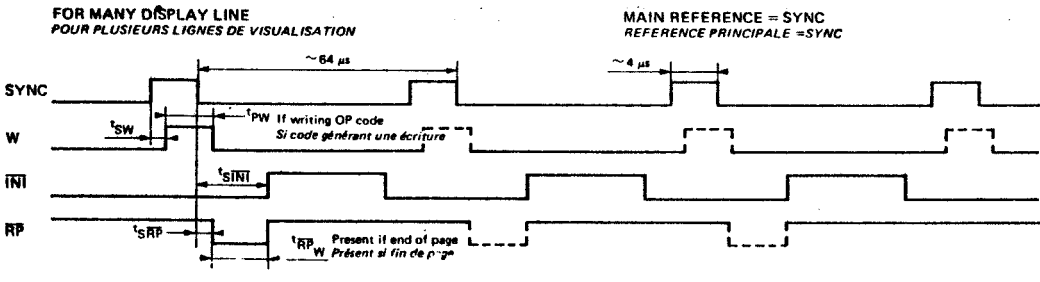 FOR MANY DISPLAY LINE
POUR PLUSIEURS LIGNES DE VISUALISATION
MAIN REFERENCE = SYNC
REFERENCE PRINCIPALE =SYNC
~64 µs
~4 µs
SYNC
tPW If writing OP code
Si code générant une écriture
tSW
W
tSINI
INI
tSRP
RP
tRPW Present if end of page
Présent si fin de page